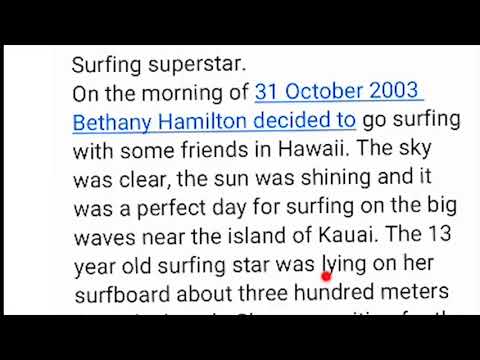 Surfing superstar.
On the morning of 31 October 2003
Bethany Hamilton decided to go surfing
with some friends in Hawaii. The sky
was clear, the sun was shining and it
was a perfect day for surfing on the big
waves near the island of Kauai. The 13
year old surfing star was lying on her
surfboard about three hundred meters